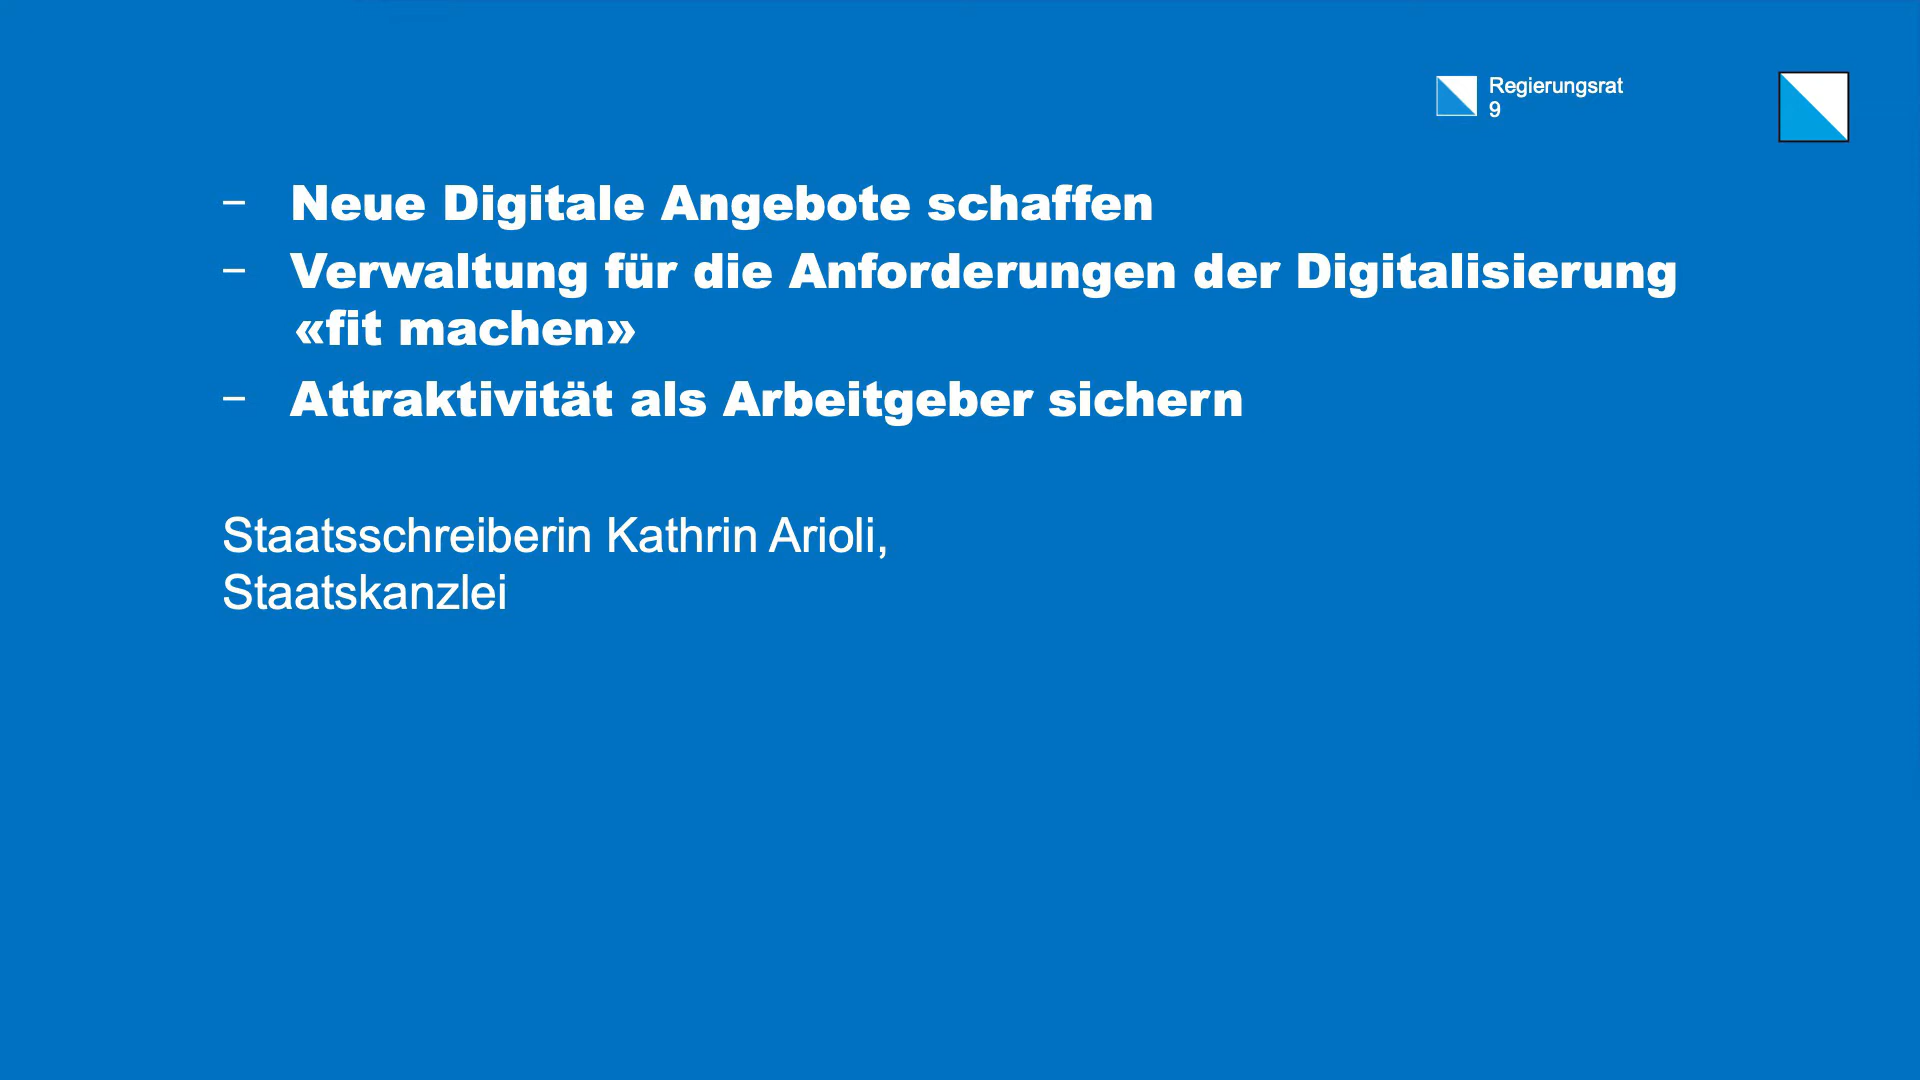 Regierungsrat
9
− Neue Digitale Angebote schaffen
− Verwaltung für die Anforderungen der Digitalisierung
«fit machen»
− Attraktivität als Arbeitgeber sichern
Staatsschreiberin Kathrin Arioli,
Staatskanzlei